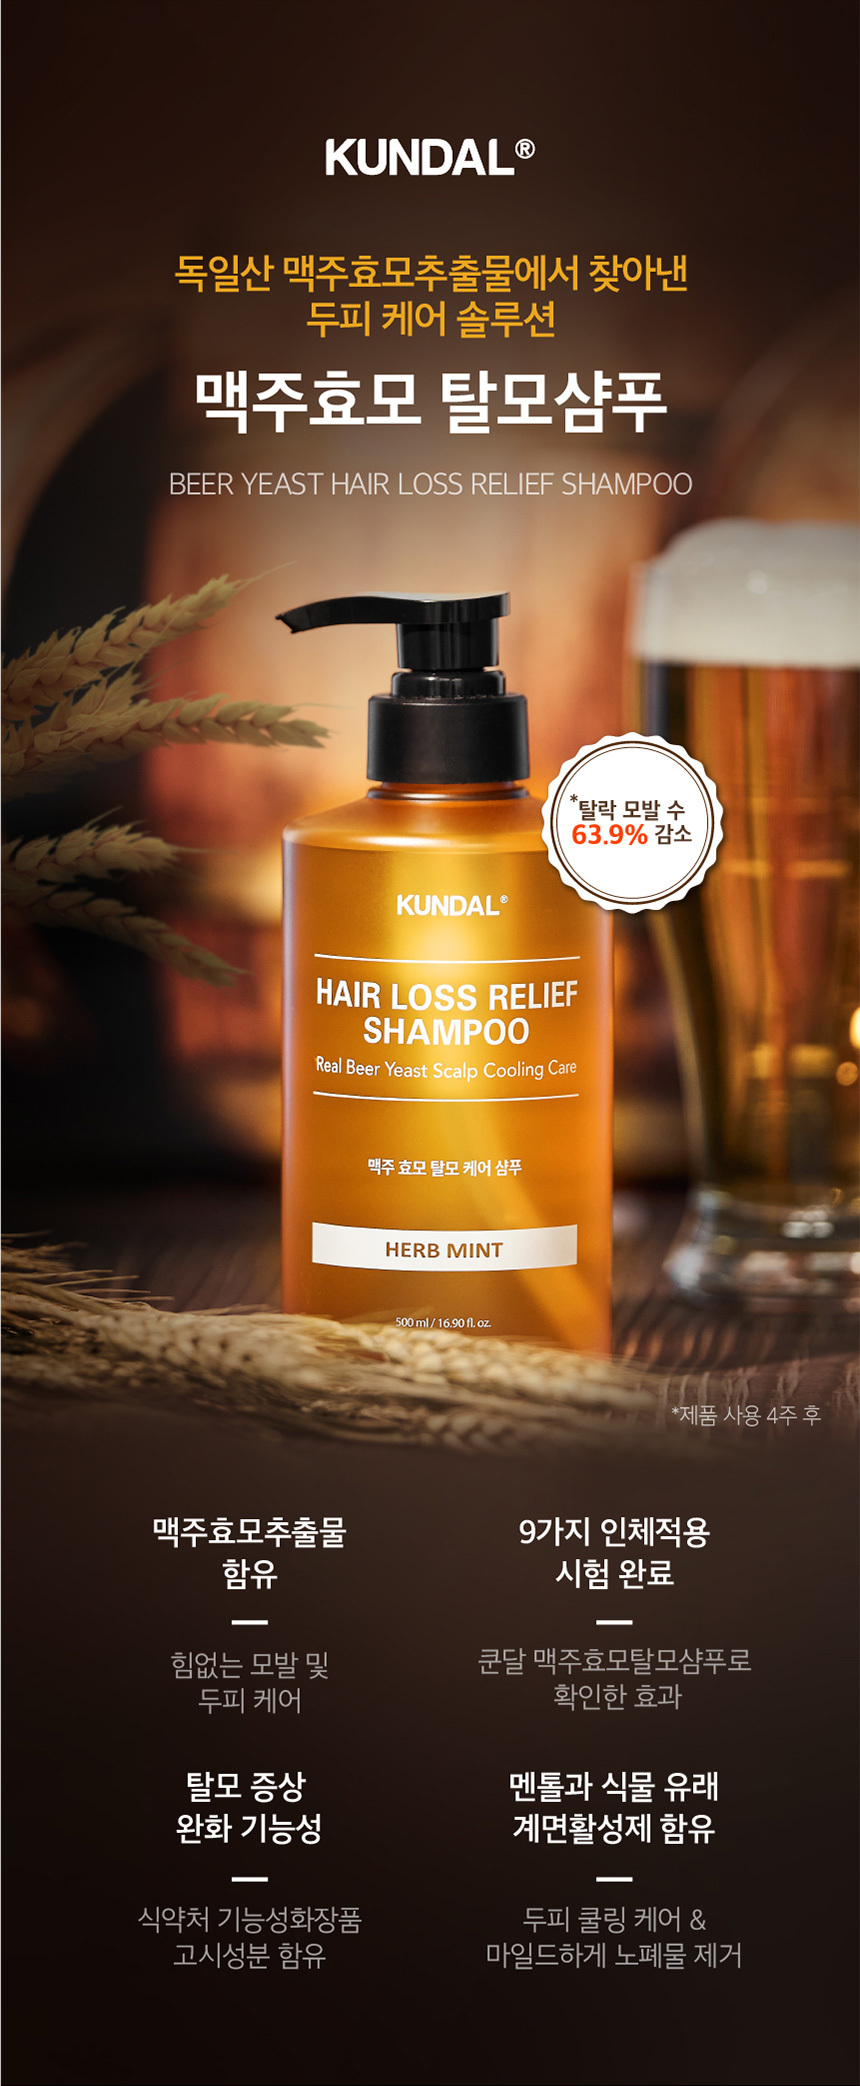 KUNDAL®
독일산 맥주효모추출물에서 찾아낸
두피 케어 솔루션
맥주효모 탈모샴푸
BEER YEAST HAIR LOSS RELIEF SHAMPOO
*탈락 모발 수
63.9% 감소
KUNDAL®
HAIR LOSS RELIEF
SHAMPOO
Real Beer Yeast Scalp Cooling Care
맥주 효모 탈모 케어 샴푸
HERB MINT
500 ml / 16.90 fl. oz.
*제품 사용 4주 후
맥주효모추출물
함유
힘없는 모발 및
두피 케어
9가지 인체적용
시험 완료
쿤달 맥주효모탈모샴푸로
확인한 효과
탈모 증상
완화 기능성
식약처 기능성화장품
고시성분 함유
멘톨과 식물 유래
계면활성제 함유
두피 쿨링 케어 &
마일드하게 노폐물 제거